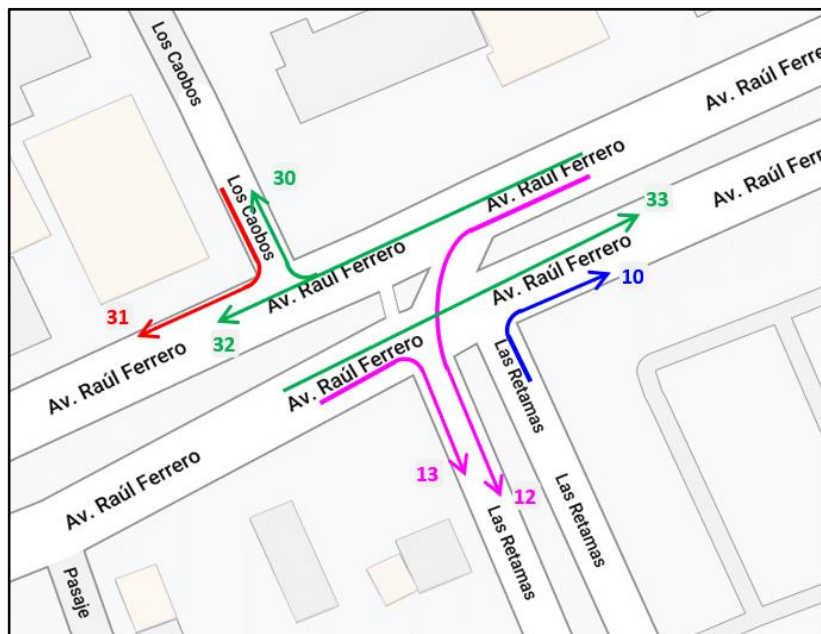 Los Caobos
Av. Raúl Ferre
Av. Raúl Ferrero
Av. Raúl Ferre
30
Los Caobos
33
Av. Raúl Ferrero
Av. Raúl Ferrero
10
31
32
Av. Raúl Ferrero
Av. Raúl Ferrero
Las Retamas
Av. Raúl Ferrero
13
12
Las Retamas
Las Retamas
Pasaje